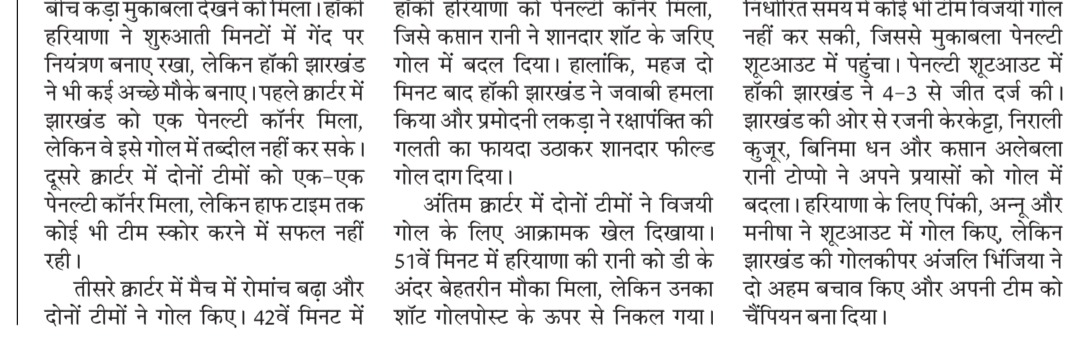 बीच कड़ा मुकाबला देखने को मिला। हॉकी
हरियाणा ने शुरुआती मिनटों में गेंद पर
नियंत्रण बनाए रखा, लेकिन हॉकी झारखंड
ने भी कई अच्छे मौके बनाए। पहले क्वार्टर में
झारखंड को एक पेनल्टी कॉर्नर मिला,
लेकिन वे इसे गोल में तब्दील नहीं कर सके।
दूसरे क्वार्टर में दोनों टीमों को एक-एक
पेनल्टी कॉर्नर मिला, लेकिन हाफ टाइम तक
कोई भी टीम स्कोर करने में सफल नहीं
रही।
तीसरे क्वार्टर में मैच में रोमांच बढ़ा और
दोनों टीमों ने गोल किए। 42वें मिनट में
हॉकी हरियाणा को पेनल्टी कॉर्नर मिला,
जिसे कप्तान रानी ने शानदार शॉट के जरिए
गोल में बदल दिया। हालांकि, महज दो
मिनट बाद हॉकी झारखंड ने जवाबी हमला
किया और प्रमोदनी लकड़ा ने रक्षापंक्ति की
गलती का फायदा उठाकर शानदार फील्ड
गोल दाग दिया।
अंतिम क्वार्टर में दोनों टीमों ने विजयी
गोल के लिए आक्रामक खेल दिखाया।
51वें मिनट में हरियाणा की रानी को डी के
अंदर बेहतरीन मौका मिला, लेकिन उनका
शॉट गोलपोस्ट के ऊपर से निकल गया।
निर्धारित समय में कोई भी टीम विजयी गोल
नहीं कर सकी, जिससे मुकाबला पेनल्टी
शूटआउट में पहुंचा। पेनल्टी शूटआउट में
हॉकी झारखंड ने 4-3 से जीत दर्ज की।
झारखंड की ओर से रजनी केरकेट्टा, निराली
कुजूर, बिनिमा धन और कप्तान अलेबला
रानी टोप्पो ने अपने प्रयासों को गोल में
बदला। हरियाणा के लिए पिंकी, अन्नू और
मनीषा ने शूटआउट में गोल किए, लेकिन
झारखंड की गोलकीपर अंजलि भिंजिया ने
दो अहम बचाव किए और अपनी टीम को
चैंपियन बना दिया।